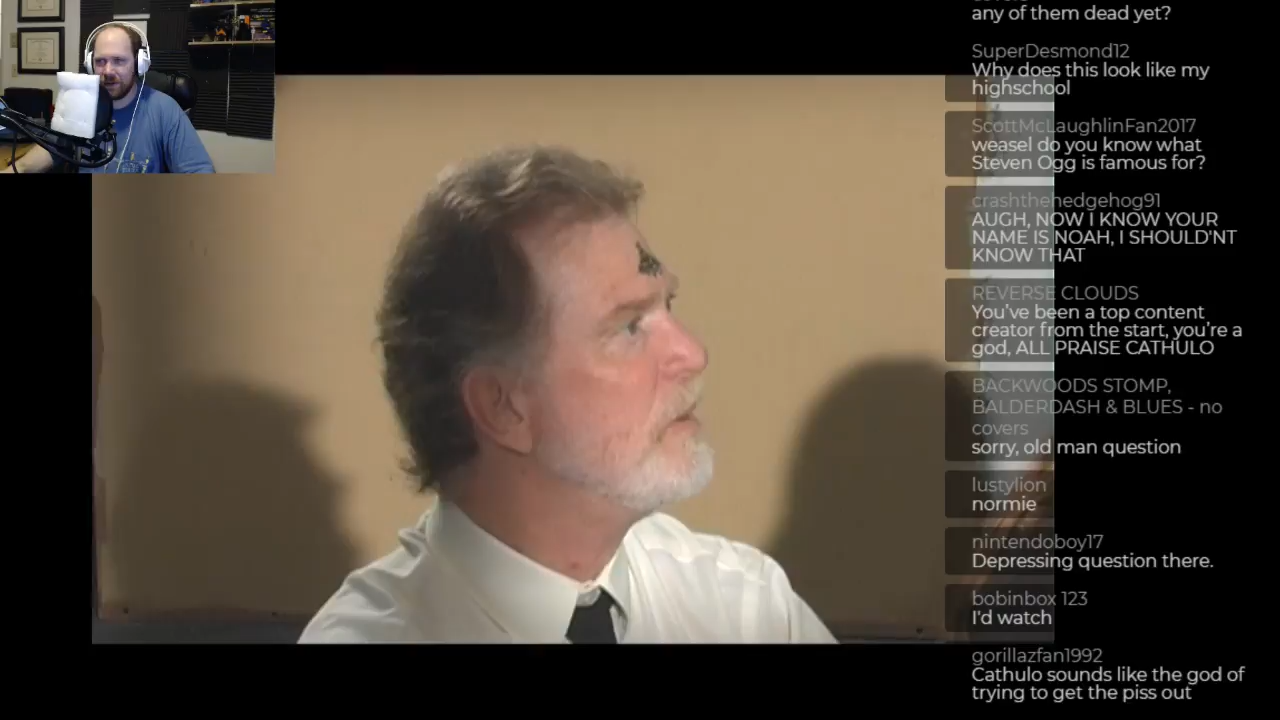 any of them dead yet?
SuperDesmond12
Why does this look like my
highschool
ScottMcLaughlinFan2017
weasel do you know what
Steven Ogg is famous for?
crashthehedgehog91
AUGH, NOW I KNOW YOUR
NAME IS NOAH, I SHOULD'NT
KNOW THAT
REVERSE CLOUDS
You've been a top content
creator from the start, you're a
god, ALL PRAISE CATHULO
BACKWOODS STOMP,
BALDERDASH & BLUES - no
covers
sorry, old man question
lustylion
normie
nintendoboy17
Depressing question there.
bobinbox 123
I'd watch
gorillazfan1992
Cathulo sounds like the god of
trying to get the piss out